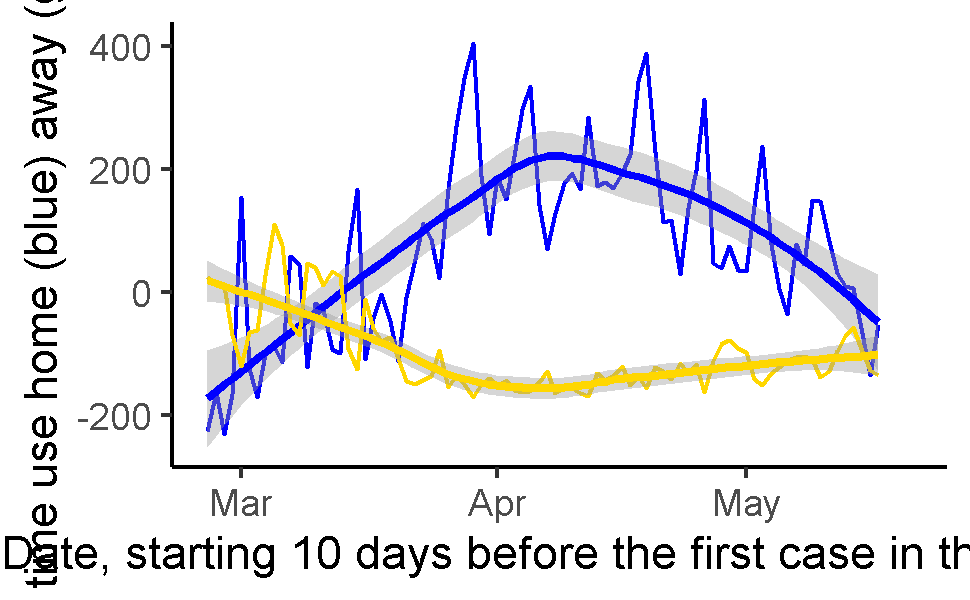 time use home (blue) away (
400
200
0
-200
Mar Apr May
Date, starting 10 days before the first case in th